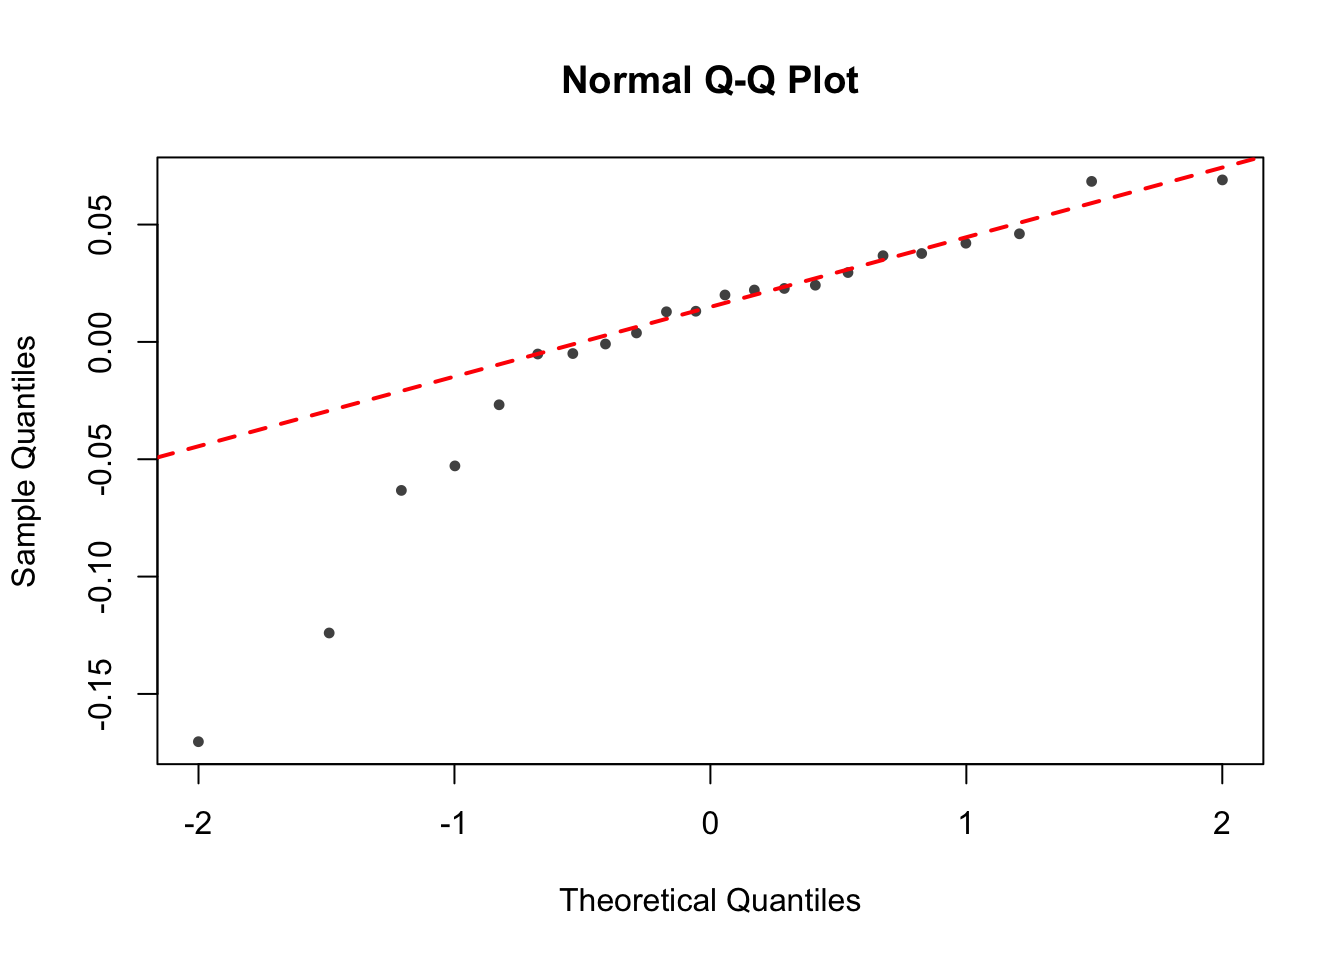 Normal Q-Q Plot
Sample Quantiles
0.05
0.00
-0.05
-0.10
-0.15
-2 -1 0 1 2
Theoretical Quantiles